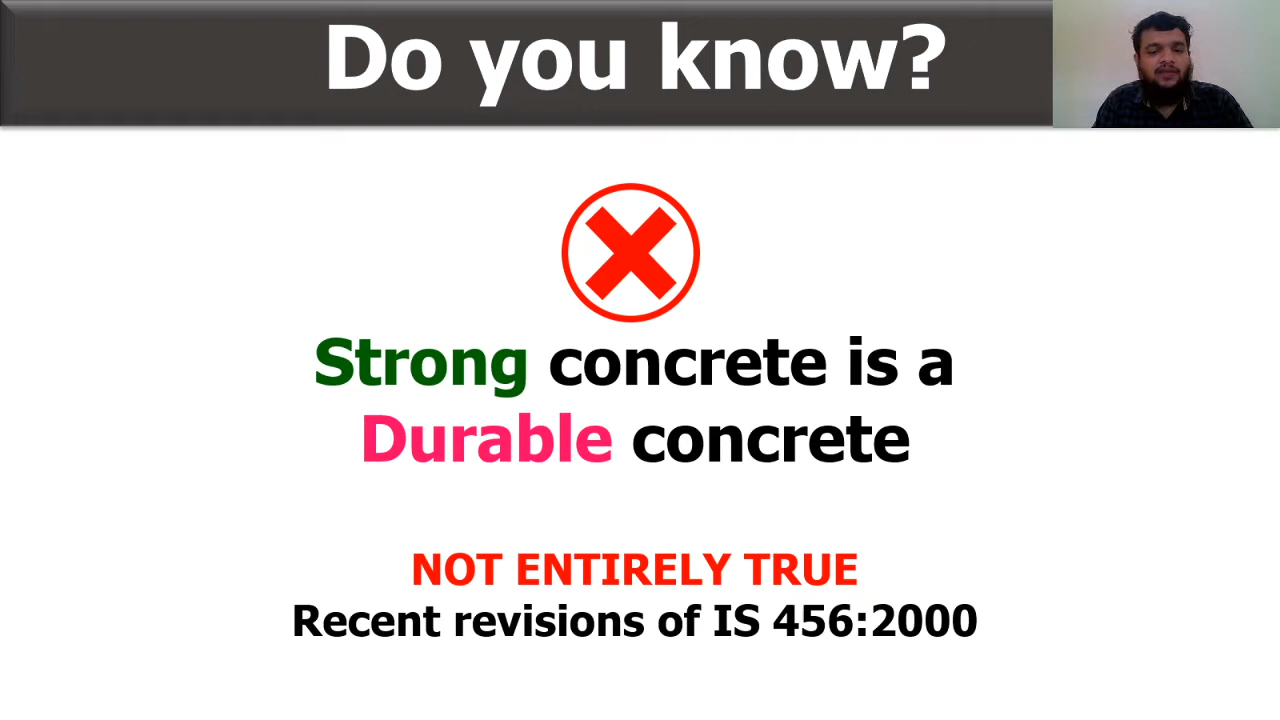 Do you know?
Strong concrete is a
Durable concrete
NOT ENTIRELY TRUE
Recent revisions of IS 456:2000